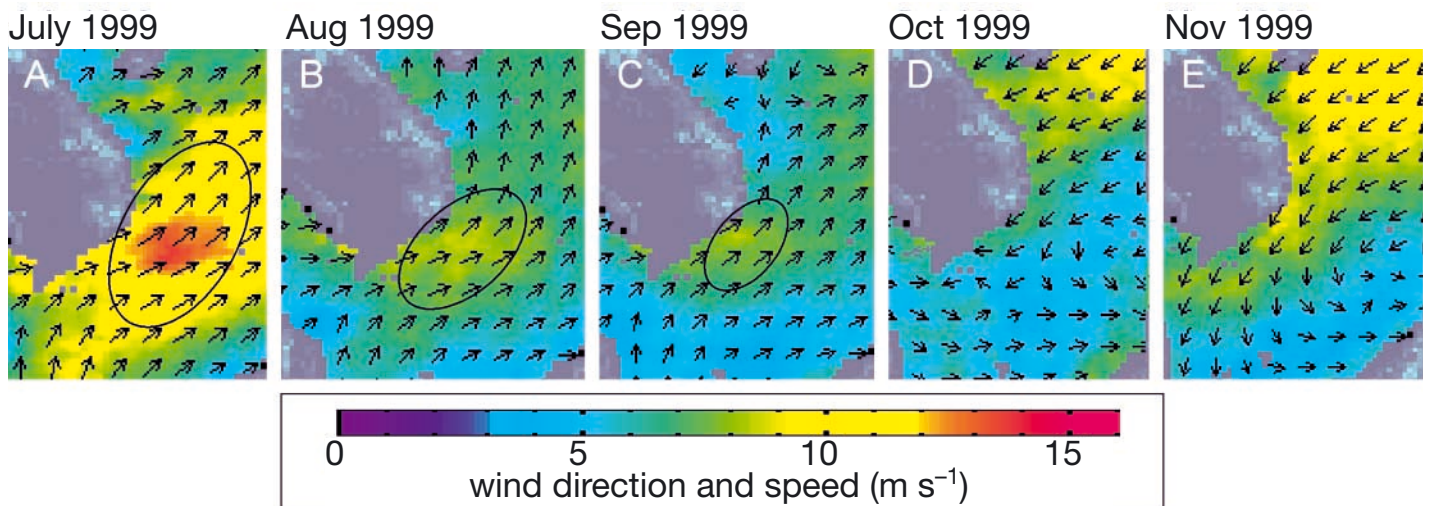 July 1999 Aug 1999 Sep 1999 Oct 1999 Nov 1999
A B C D E
0 5 10 15
wind direction and speed (m s⁻¹)